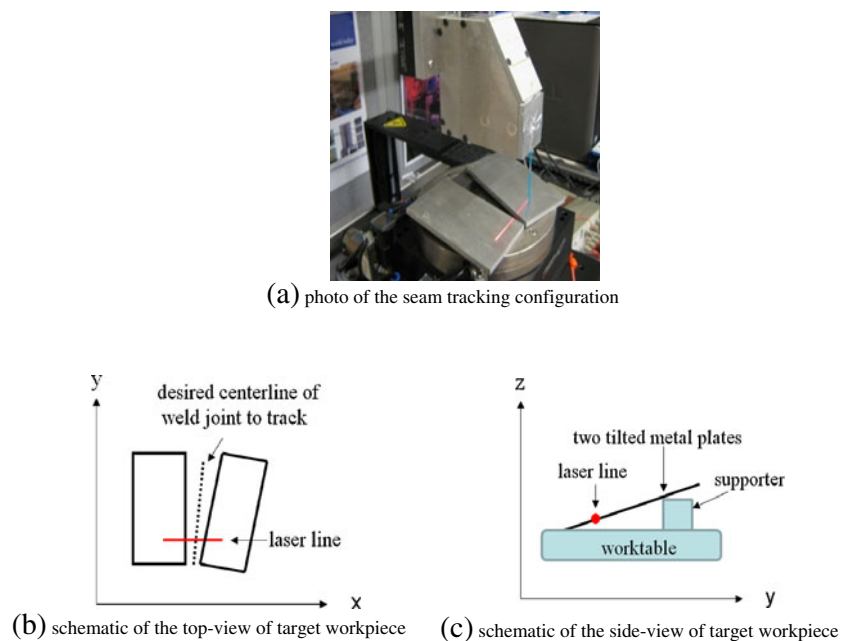 (a) photo of the seam tracking configuration
y
desired centerline of
weld joint to track
laser line
x
(b) schematic of the top-view of target workpiece
z
two tilted metal plates
laser line
supporter
worktable
y
(c) schematic of the side-view of target workpiece